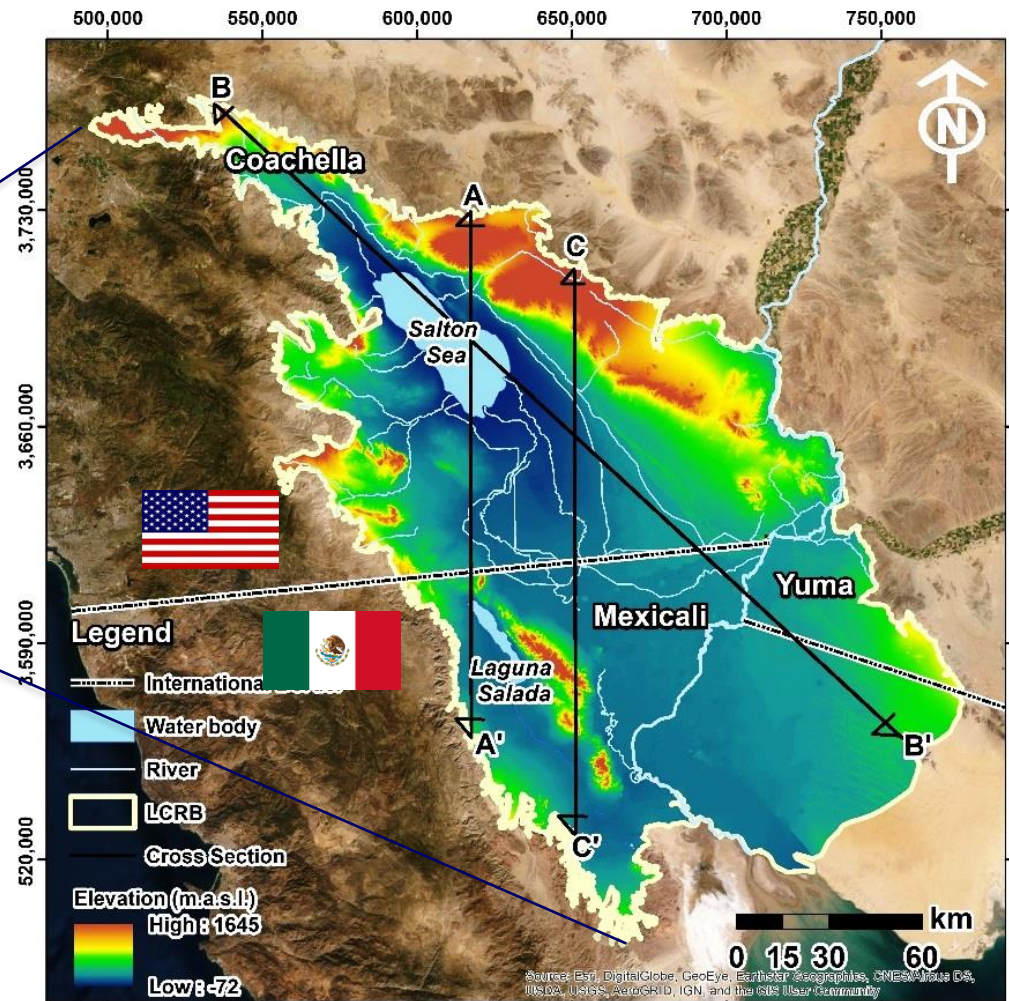 500,000 550,000 600,000 650,000 700,000 750,000
3,730,000
3,660,000
3,590,000
520,000
B
Coachella
A
C
Salton
Sea
Yuma
Mexicali
Laguna
Salada
A'
B'
C'
N
Legend
International
Water body
River
LCRB
Cross Section
Elevation (m.a.s.l.)
High : 1645
Low : -72
km
0 15 30 60
Source: Esri, DigitalGlobe, GeoEye, Earthstar Geographics, CNES/Airbus DS,
USDA, USGS, AeroGRID, IGN, and the GIS User Community